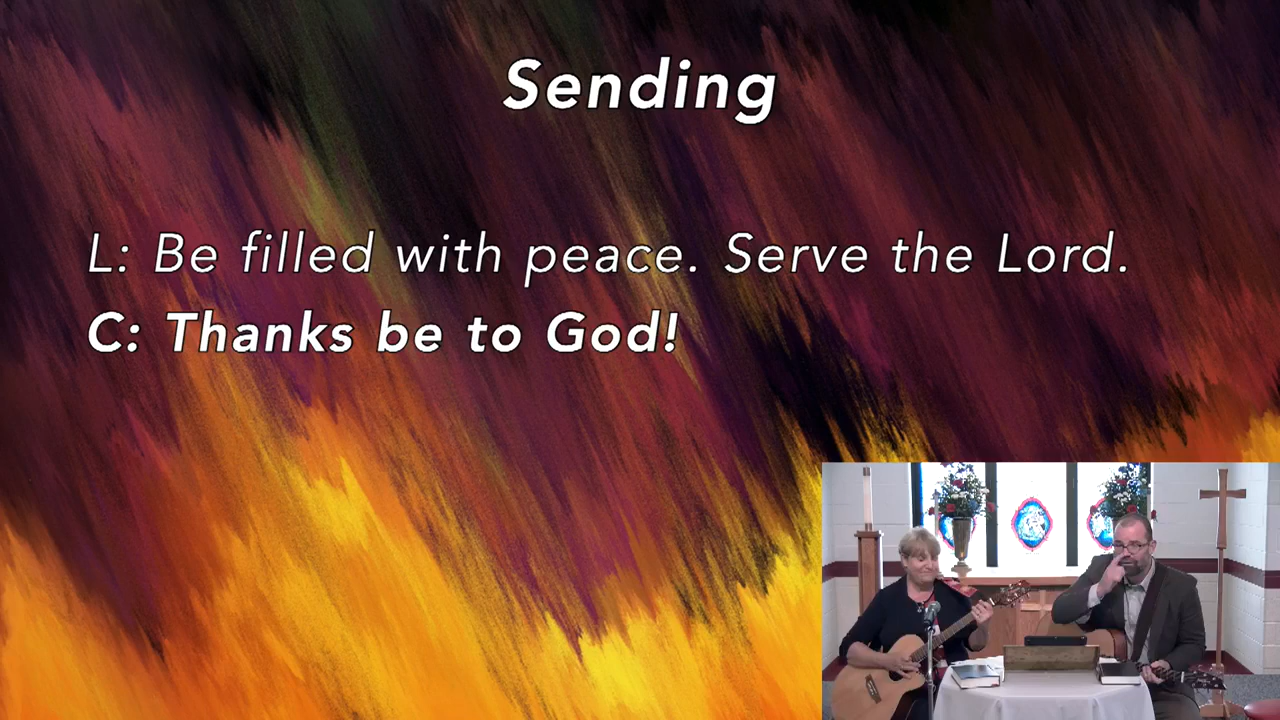 Sending
L: Be filled with peace. Serve the Lord.
C: Thanks be to God!